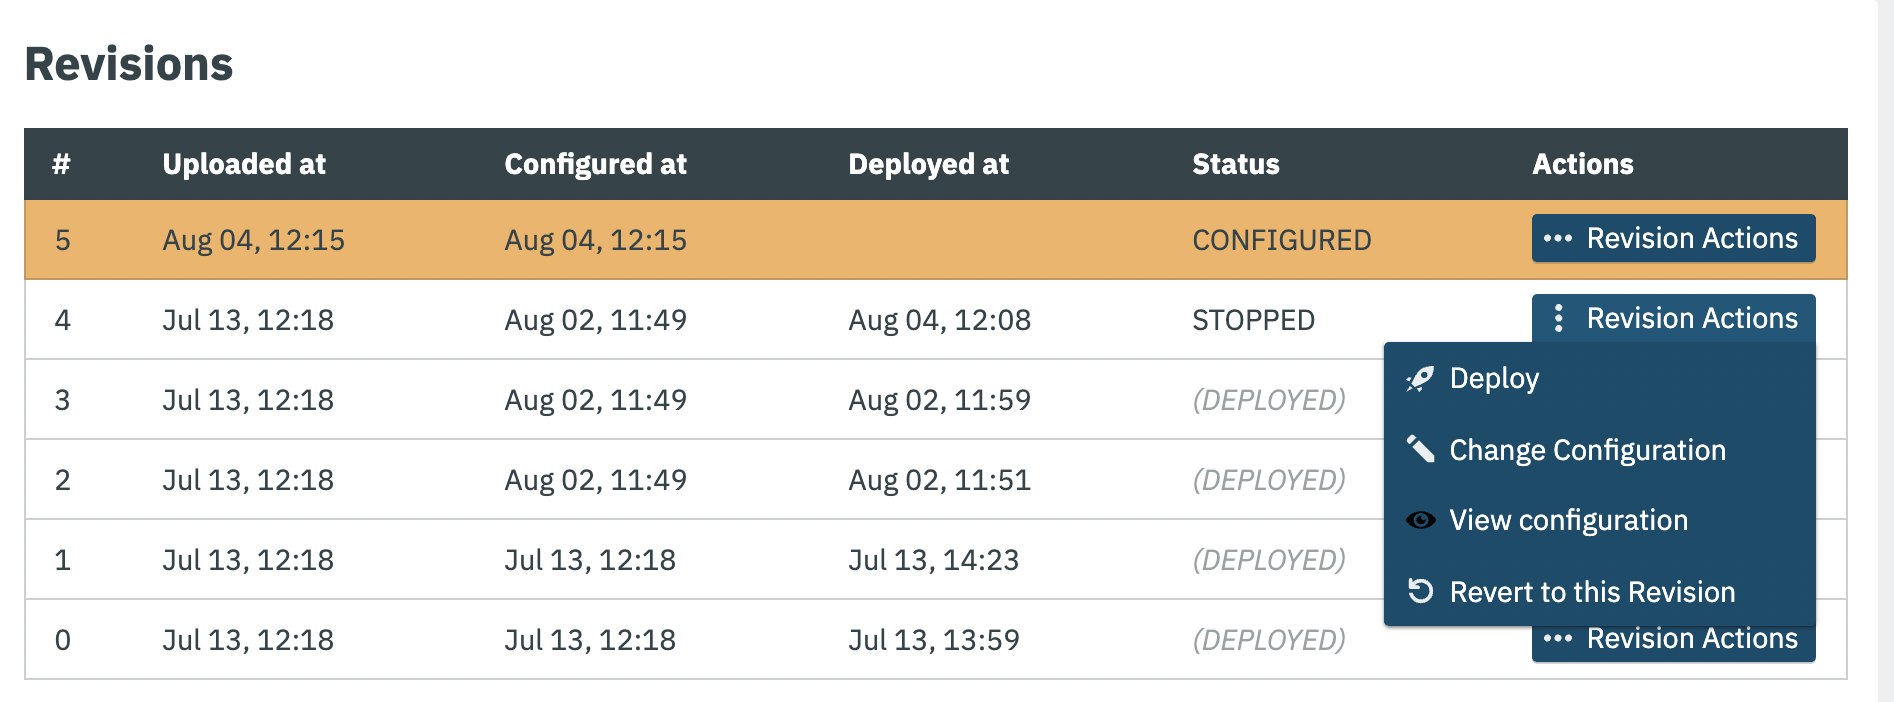 Revisions
# Uploaded at Configured at Deployed at Status Actions
5 Aug 04, 12:15 Aug 04, 12:15 CONFIGURED Revision Actions
4 Jul 13, 12:18 Aug 02, 11:49 Aug 04, 12:08 STOPPED Revision Actions
Deploy
3 Jul 13, 12:18 Aug 02, 11:49 Aug 02, 11:59 (DEPLOYED)
Change Configuration
2 Jul 13, 12:18 Aug 02, 11:49 Aug 02, 11:51 (DEPLOYED)
View configuration
1 Jul 13, 12:18 Jul 13, 12:18 Jul 13, 14:23 (DEPLOYED)
Revert to this Revision
0 Jul 13, 12:18 Jul 13, 12:18 Jul 13, 13:59 (DEPLOYED) Revision Actions